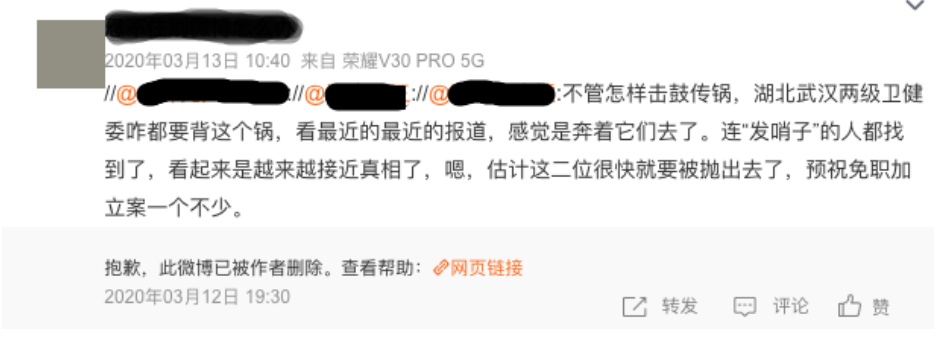 2020年03月13日 10:40 来自 荣耀V30 PRO 5G
//@://@://@:不管怎样击鼓传锅，湖北武汉两级卫健
委咋都要背这个锅，看最近的最近的报道，感觉是奔着它们去了。连“发哨子”的人都找
到了，看起来是越来越接近真相了，嗯，估计这二位很快就要被抛出去了，预祝免职加
立案一个不少。
抱歉，此微博已被作者删除。查看帮助： 网页链接
2020年03月12日 19:30
转发 评论 赞